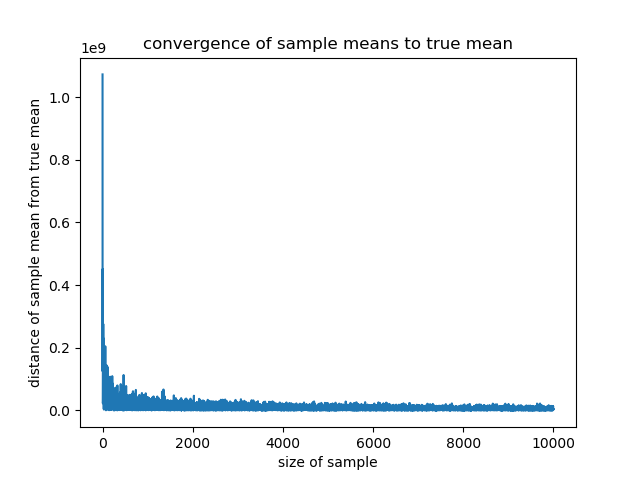 convergence of sample means to true mean
1e9
1.0
0.8
0.6
0.4
0.2
0.0
distance of sample mean from true mean
0 2000 4000 6000 8000 10000
size of sample